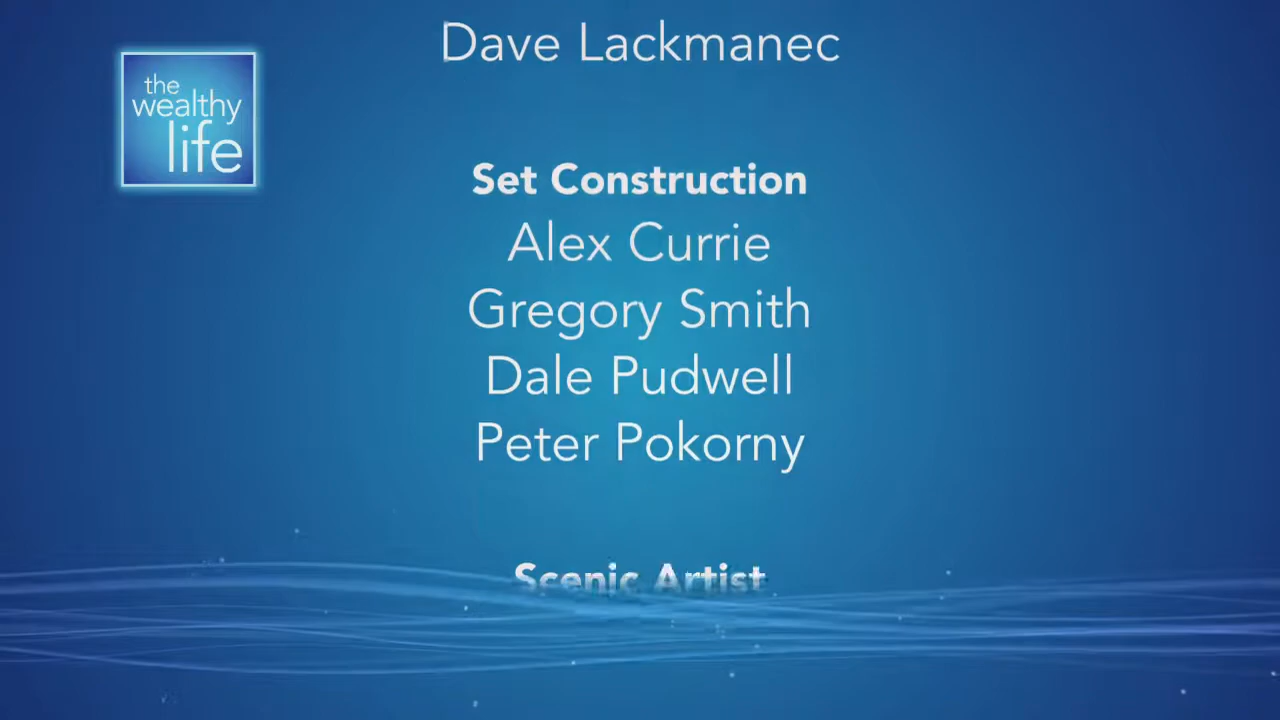 Dave Lackmanec
the
wealthy
life
Set Construction
Alex Currie
Gregory Smith
Dale Pudwell
Peter Pokorny
Scenic Artist